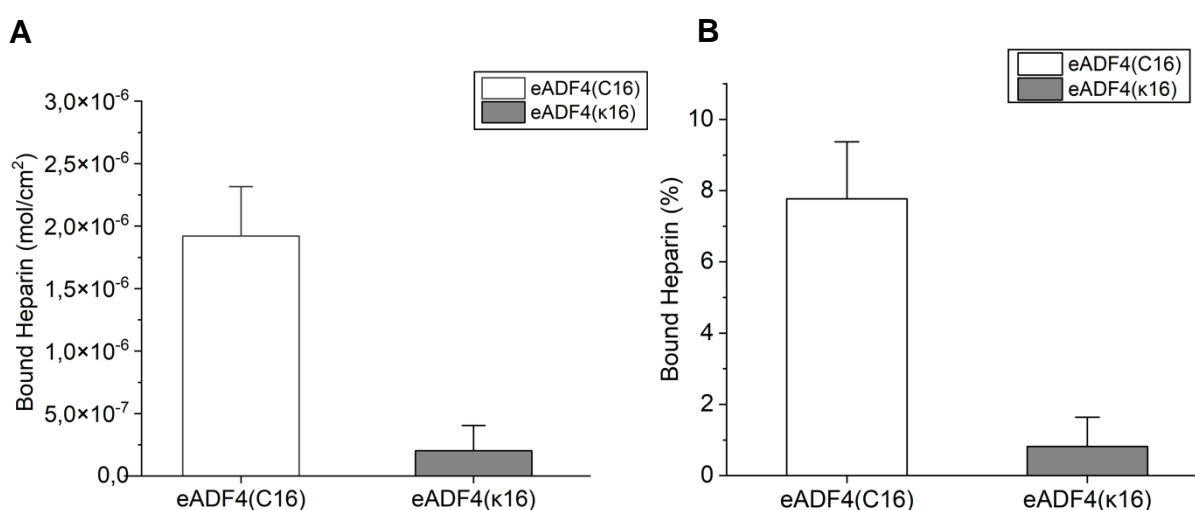 A
eADF4(C16)
eADF4(κ16)
Bound Heparin (mol/cm²)
3,0×10⁻⁶
2,5×10⁻⁶
2,0×10⁻⁶
1,5×10⁻⁶
1,0×10⁻⁶
5,0×10⁻⁷
0,0
eADF4(C16) eADF4(κ16)
B
eADF4(C16)
eADF4(κ16)
Bound Heparin (%)
10
8
6
4
2
0
eADF4(C16) eADF4(κ16)